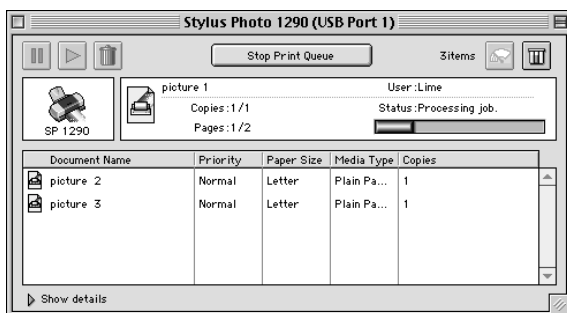 Stylus Photo 1290 (USB Port 1)
Stop Print Queue
3items
SP 1290
picture 1
User:Lime
Copies:1/1
Status:Processing job.
Pages:1/2
Document Name Priority Paper Size Media Type Copies
picture 2 Normal Letter Plain Pa... 1
picture 3 Normal Letter Plain Pa... 1
Show details